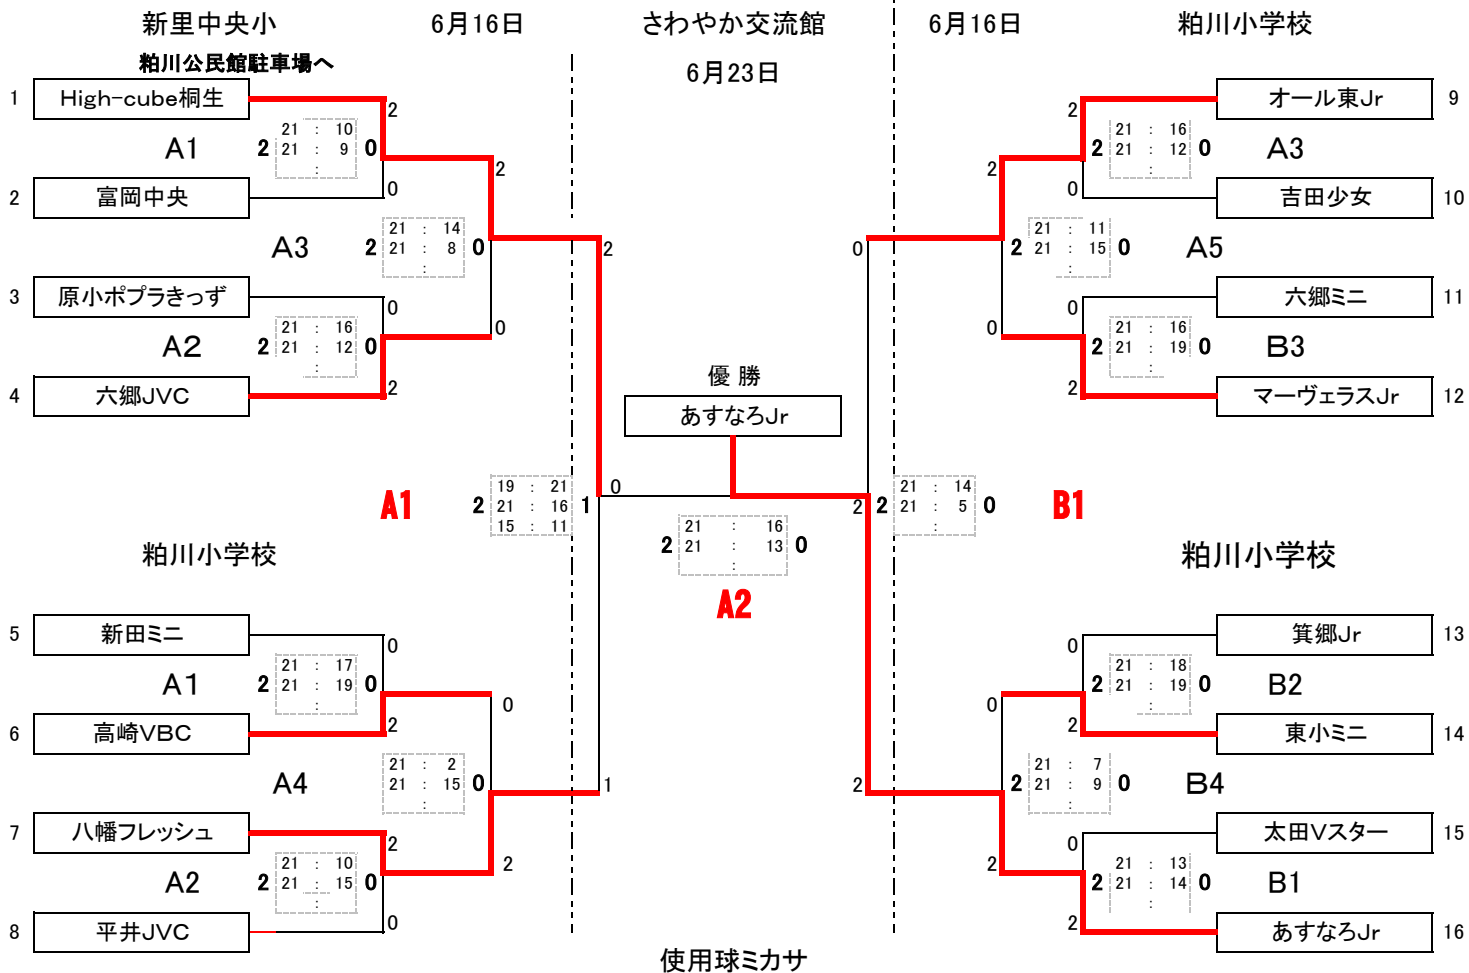 新里中央小 6月16日 さわやか交流館 6月16日 粕川小学校
粕川公民館駐車場へ
6月23日
1 High-cube桐生 2 2 オール東Jr 9
A1 2 21 : 10 0 2 21 : 16 0 A3
21 : 9 21 : 12
: :
2 富岡中央 0 2 2 0 吉田少女 10
A3 2 21 : 14 0 2 21 : 11 0 A5
21 : 8 21 : 15
: :
2 0
3 原小ポプラきっず 0 0 六郷ミニ 11
A2 2 21 : 16 0 0 0 2 21 : 16 0 B3
21 : 12 21 : 19
: :
4 六郷JVC 2 2 マーヴェラスJr 12
優 勝
あすなろJr
A1 2 19 : 21 1 0 2 2 21 : 14 0 B1
21 : 16 21 : 5
15 : 11 :
2 21 : 16 0
21 : 13
:
A2
粕川小学校 粕川小学校
5 新田ミニ 0 0 箕郷Jr 13
A1 2 21 : 17 0 2 21 : 18 0 B2
21 : 19 21 : 19
: :
6 高崎VBC 2 0 0 2 東小ミニ 14
A4 21 : 2 0 2 21 : 7 0 B4
21 : 15 21 : 9
: :
1 2
7 八幡フレッシュ 2 0 太田Vスター 15
A2 2 21 : 10 0 2 2 2 21 : 13 0 B1
21 : 15 21 : 14
: :
8 平井JVC 0 2 あすなろJr 16
使用球ミカサ